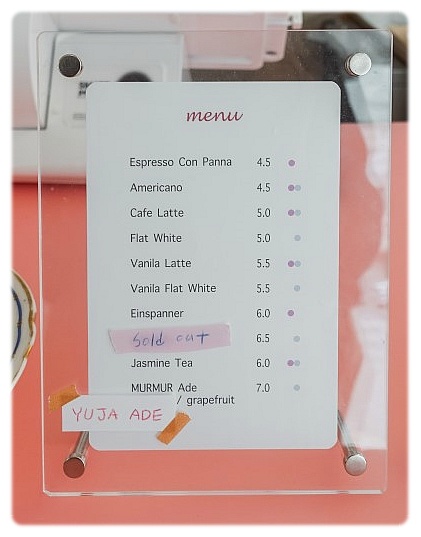 menu
Espresso Con Panna 4.5
Americano 4.5
Cafe Latte 5.0
Flat White 5.0
Vanila Latte 5.5
Vanila Flat White 5.5
Einspanner 6.0
Sold out 6.5
Jasmine Tea 6.0
MURMUR Ade 7.0
/ grapefruit
YUJA ADE